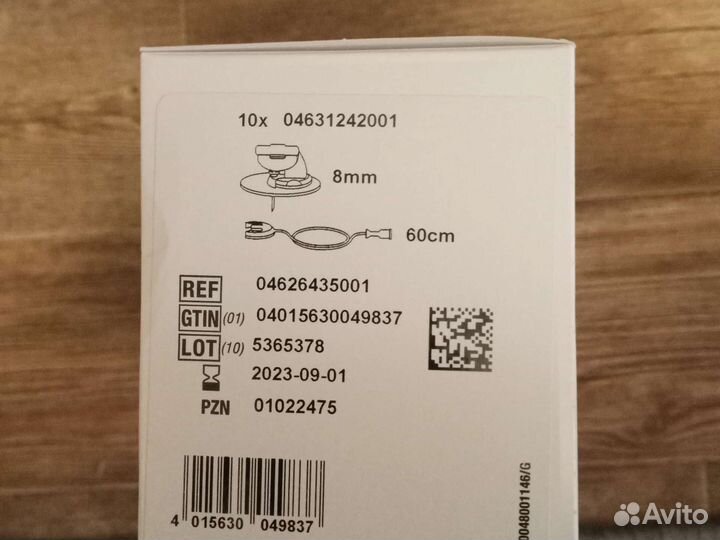 10x 04631242001
8mm
60cm
REF 04626435001
GTIN (01) 04015630049837
LOT (10) 5365378
2023-09-01
PZN 01022475
4 015630 049837
0048001146/G
Avito